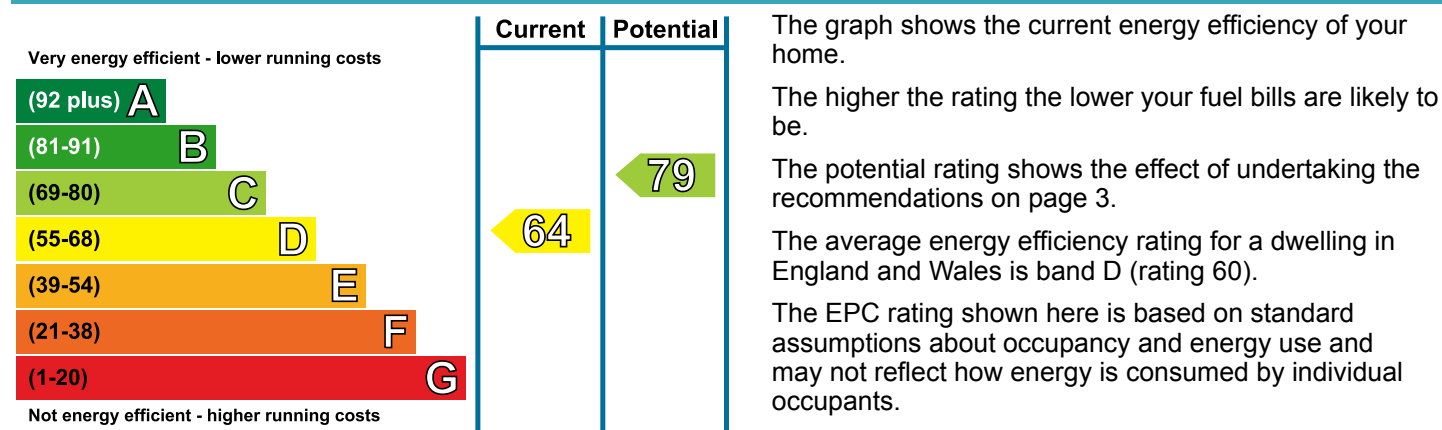 Current Potential
Very energy efficient - lower running costs
(92 plus) A
(81-91) B
(69-80) C
(55-68) D
(39-54) E
(21-38) F
(1-20) G
Not energy efficient - higher running costs
64
79
The graph shows the current energy efficiency of your
home.
The higher the rating the lower your fuel bills are likely to
be.
The potential rating shows the effect of undertaking the
recommendations on page 3.
The average energy efficiency rating for a dwelling in
England and Wales is band D (rating 60).
The EPC rating shown here is based on standard
assumptions about occupancy and energy use and
may not reflect how energy is consumed by individual
occupants.